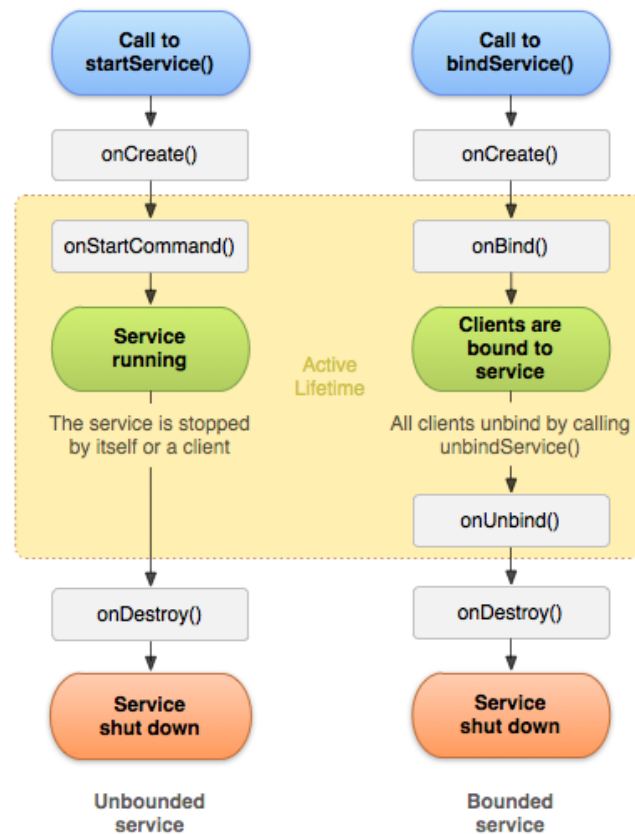 Call to
startService()
onCreate()
onStartCommand()
Service
running
The service is stopped
by itself or a client
onDestroy()
Service
shut down
Unbounded
service
Active
Lifetime
Call to
bindService()
onCreate()
onBind()
Clients are
bound to
service
All clients unbind by calling
unbindService()
onUnbind()
onDestroy()
Service
shut down
Bounded
service